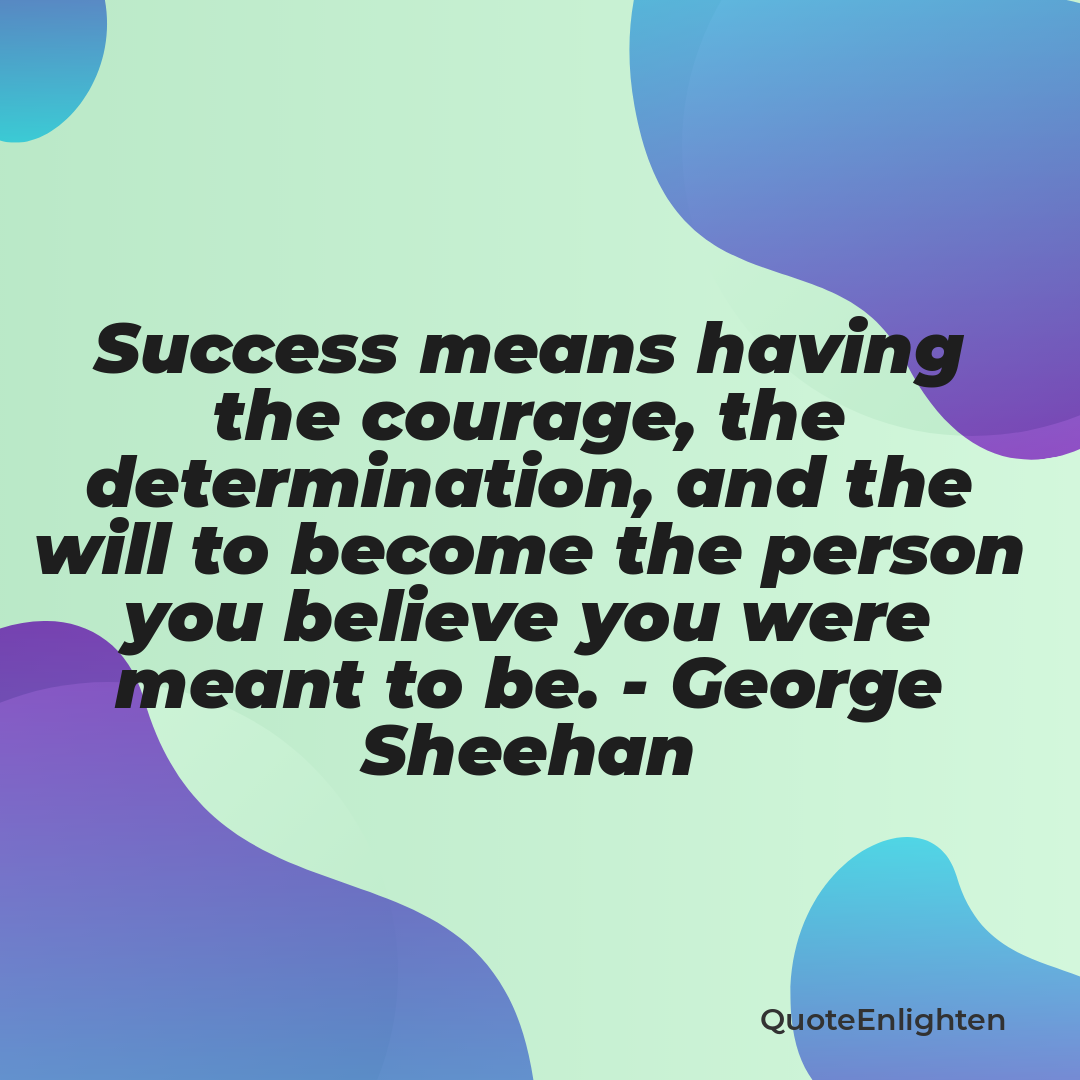 Success means having
the courage, the
determination, and the
will to become the person
you believe you were
meant to be. - George
Sheehan
QuoteEnlighten